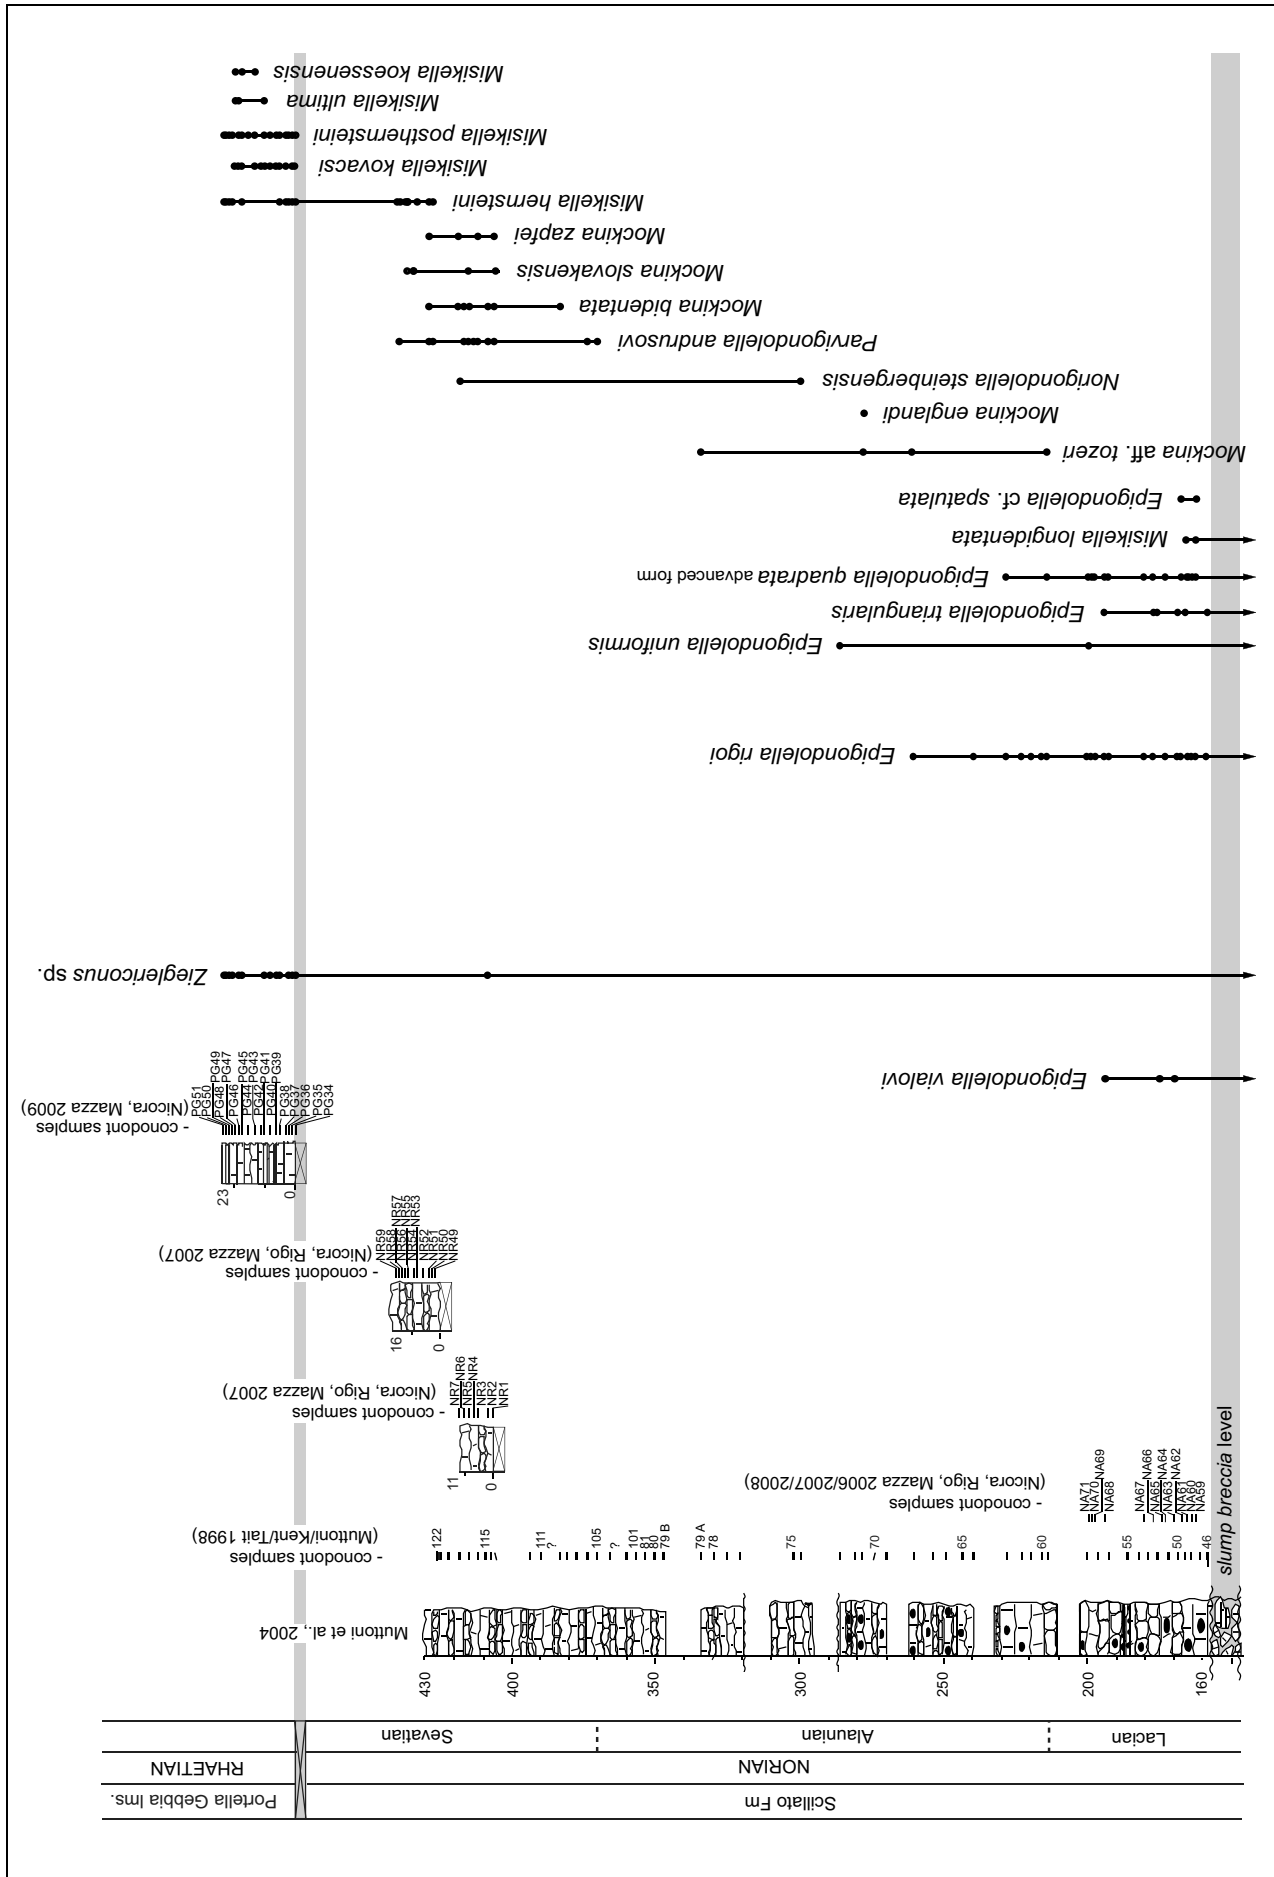 Misikella koessenensis
Misikella ultima
Misikella posthernsteini
Misikella kovacsi
Misikella hernsteini
Mockina zapfei
Mockina slovakensis
Mockina bidentata
Parvigondolella andrusovi
Norigondolella steinbergensis
Mockina englandi
Mockina aff. tozeri
Epigondolella cf. spatulata
Misikella longidentata
Epigondolella quadrata advanced form
Epigondolella triangularis
Epigondolella uniformis
Epigondolella rigoi
Zieglericonus sp.
Epigondolella vialovi
- conodont samples
(Nicora, Mazza 2009)
PG51
PG50
PG49
PG48
PG47
PG46
PG45
PG44
PG43
PG42
PG41
PG40
PG39
PG38
PG37
PG36
PG35
PG34
23
0
- conodont samples
(Nicora, Rigo, Mazza 2007)
NR59
NR58
NR57
NR56
NR55
NR54
NR53
NR52
NR51
NR50
NR49
16
0
- conodont samples
(Nicora, Rigo, Mazza 2007)
NR7
NR6
NR5
NR4
NR3
NR2
NR1
11
0
- conodont samples
(Nicora, Rigo, Mazza 2006/2007/2008)
NA71
NA70
NA69
NA68
NA67
NA66
NA65
NA64
NA63
NA62
NA61
NA60
NA59
- conodont samples
(Muttoni/Kent/Tait 1998)
122
115
111
?
105
?
101
81
80
79 B
79 A
78
75
70
65
60
55
50
46
slump breccia level
Muttoni et al., 2004
430
400
350
300
250
200
160
Sevatian
Alaunian
Lacian
RHAETIAN
NORIAN
Portella Gebbia lms.
Scillato Fm